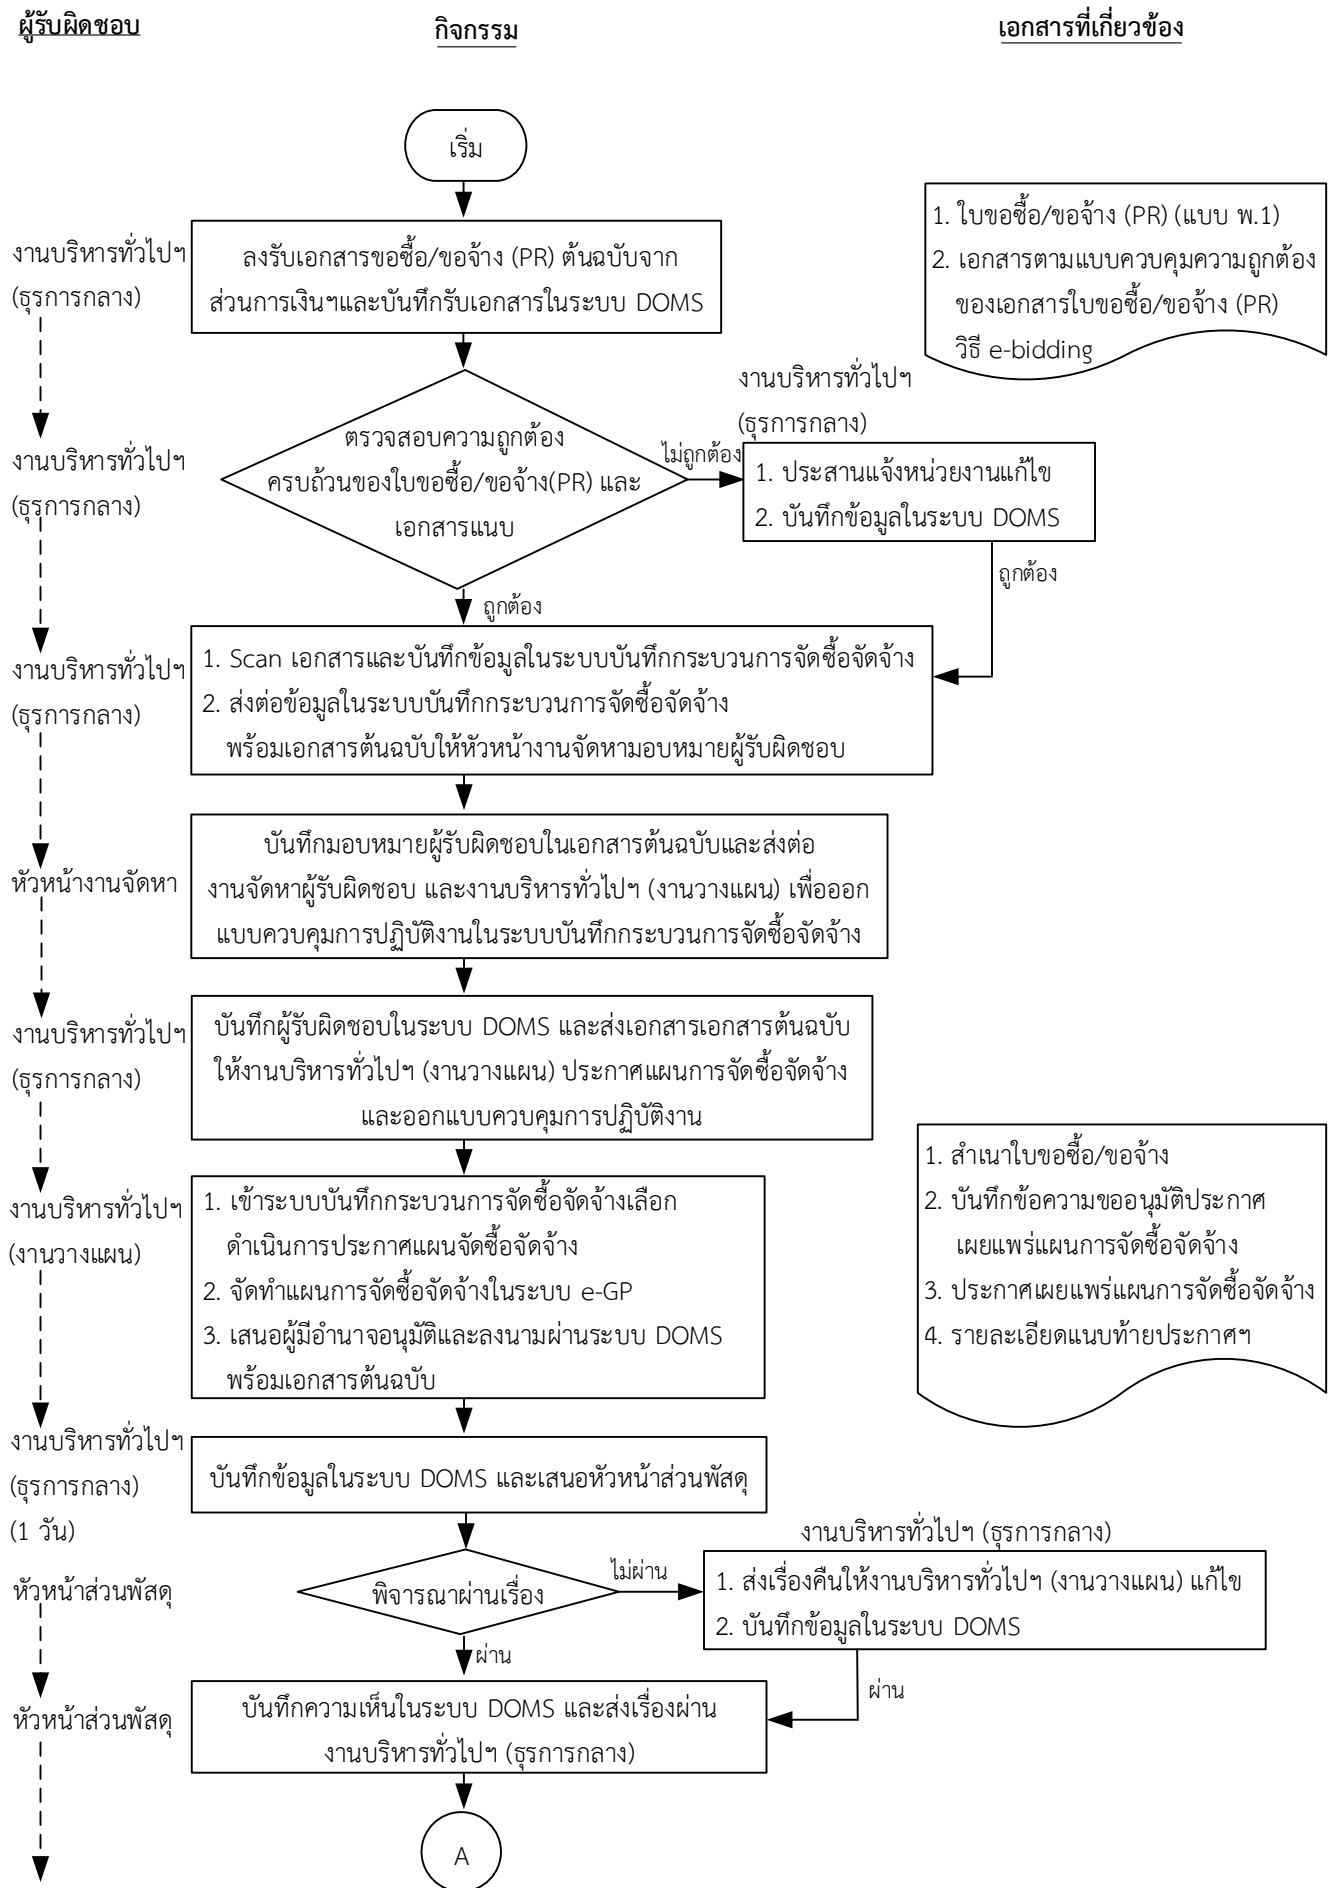 ผู้รับผิดชอบ
กิจกรรม
เอกสารที่เกี่ยวข้อง
เริ่ม
1. ใบขอซื้อ/ขอจ้าง (PR) (แบบ พ.1)
2. เอกสารตามแบบควบคุมความถูกต้อง
ของเอกสารใบขอซื้อ/ขอจ้าง (PR)
วิธี e-bidding
งานบริหารทั่วไปฯ
(ธุรการกลาง)
ลงรับเอกสารขอซื้อ/ขอจ้าง (PR) ต้นฉบับจาก
ส่วนการเงินฯและบันทึกรับเอกสารในระบบ DOMS
งานบริหารทั่วไปฯ
(ธุรการกลาง)
ตรวจสอบความถูกต้อง
ครบถ้วนของใบขอซื้อ/ขอจ้าง(PR) และ
เอกสารแนบ
ไม่ถูกต้อง
งานบริหารทั่วไปฯ
(ธุรการกลาง)
1. ประสานแจ้งหน่วยงานแก้ไข
2. บันทึกข้อมูลในระบบ DOMS
ถูกต้อง
ถูกต้อง
งานบริหารทั่วไปฯ
(ธุรการกลาง)
1. Scan เอกสารและบันทึกข้อมูลในระบบบันทึกกระบวนการจัดซื้อจัดจ้าง
2. ส่งต่อข้อมูลในระบบบันทึกกระบวนการจัดซื้อจัดจ้าง
พร้อมเอกสารต้นฉบับให้หัวหน้างานจัดหามอบหมายผู้รับผิดชอบ
หัวหน้างานจัดหา
บันทึกมอบหมายผู้รับผิดชอบในเอกสารต้นฉบับและส่งต่อ
งานจัดหาผู้รับผิดชอบ และงานบริหารทั่วไปฯ (งานวางแผน) เพื่อออก
แบบควบคุมการปฏิบัติงานในระบบบันทึกกระบวนการจัดซื้อจัดจ้าง
งานบริหารทั่วไปฯ
(ธุรการกลาง)
บันทึกผู้รับผิดชอบในระบบ DOMS และส่งเอกสารเอกสารต้นฉบับ
ให้งานบริหารทั่วไปฯ (งานวางแผน) ประกาศแผนการจัดซื้อจัดจ้าง
และออกแบบควบคุมการปฏิบัติงาน
งานบริหารทั่วไปฯ
(งานวางแผน)
1. เข้าระบบบันทึกกระบวนการจัดซื้อจัดจ้างเลือก
ดำเนินการประกาศแผนจัดซื้อจัดจ้าง
2. จัดทำแผนการจัดซื้อจัดจ้างในระบบ e-GP
3. เสนอผู้มีอำนาจอนุมัติและลงนามผ่านระบบ DOMS
พร้อมเอกสารต้นฉบับ
1. สำเนาใบขอซื้อ/ขอจ้าง
2. บันทึกข้อความขออนุมัติประกาศ
เผยแพร่แผนการจัดซื้อจัดจ้าง
3. ประกาศเผยแพร่แผนการจัดซื้อจัดจ้าง
4. รายละเอียดแนบท้ายประกาศฯ
งานบริหารทั่วไปฯ
(ธุรการกลาง)
(1 วัน)
บันทึกข้อมูลในระบบ DOMS และเสนอหัวหน้าส่วนพัสดุ
หัวหน้าส่วนพัสดุ
พิจารณาผ่านเรื่อง
ไม่ผ่าน
งานบริหารทั่วไปฯ (ธุรการกลาง)
1. ส่งเรื่องคืนให้งานบริหารทั่วไปฯ (งานวางแผน) แก้ไข
2. บันทึกข้อมูลในระบบ DOMS
ผ่าน
ผ่าน
หัวหน้าส่วนพัสดุ
บันทึกความเห็นในระบบ DOMS และส่งเรื่องผ่าน
งานบริหารทั่วไปฯ (ธุรการกลาง)
A